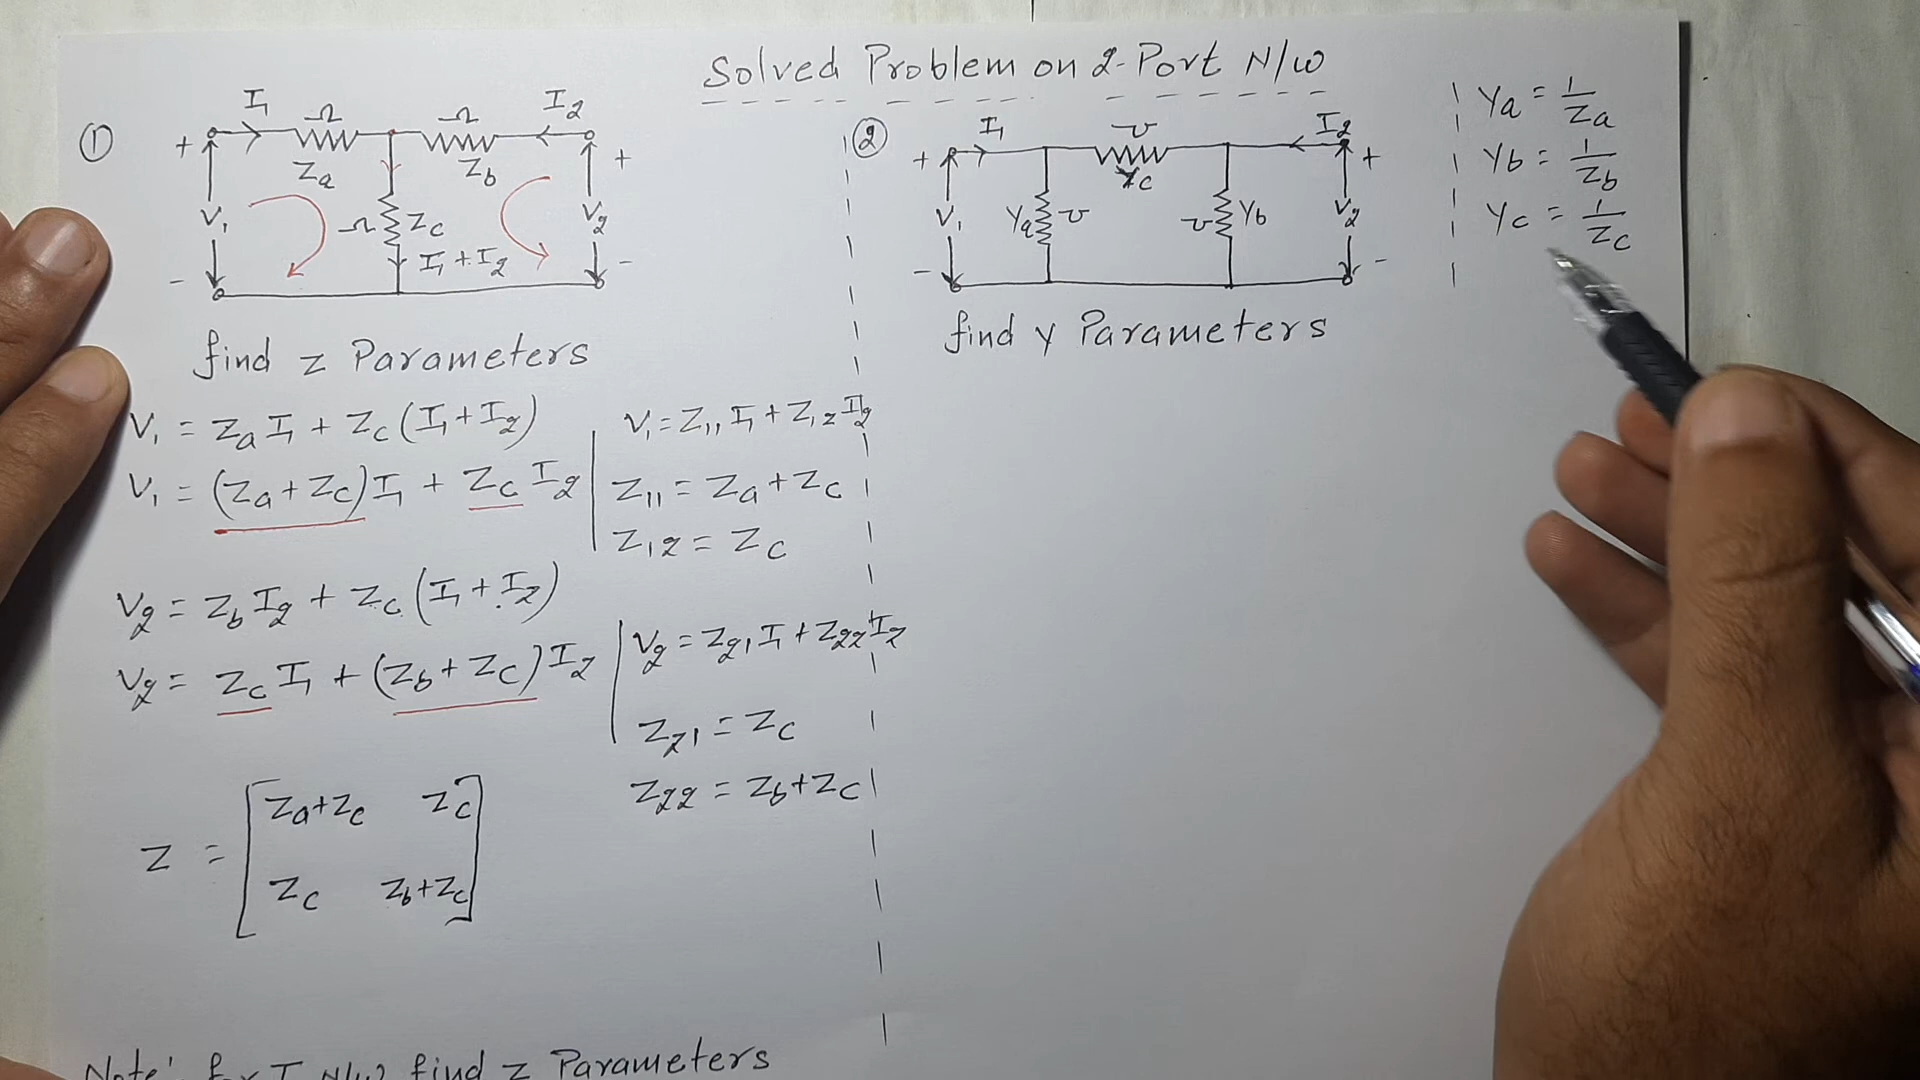 Solved Problem on 2-Port N/W
①
I₁
Ω
Ω
I₂
+
Za
Zb
+
V₁
Ω
Zc
V₂
I₁+I₂
-
-
find z Parameters
V₁ = Za I₁ + Zc (I₁+I₂)
V₁ = (Za+Zc) I₁ + Zc I₂
V₁ = Z₁₁ I₁ + Z₁₂ I₂
Z₁₁ = Za+Zc
Z₁₂ = Zc
V₂ = Zb I₂ + Zc (I₁+I₂)
V₂ = Zc I₁ + (Zb+Zc) I₂
V₂ = Z₂₁ I₁ + Z₂₂ I₂
Z₂₁ = Zc
Z₂₂ = Zb+Zc
Z = [ Za+Zc Zc
Zc Zb+Zc ]
Note: for T N/W find z Parameters
②
I₁
℧
I₂
+
Yc
+
V₁
Ya
℧
℧
Yb
V₂
-
-
find y Parameters
Ya = 1/Za
Yb = 1/Zb
Yc = 1/Zc